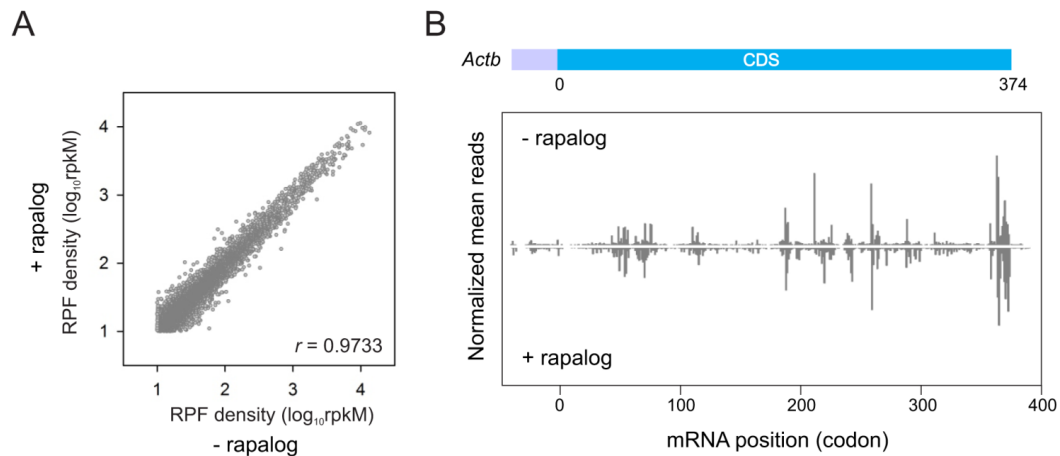 A
+ rapalog
RPF density (log₁₀rpkM)
4
3
2
1
r = 0.9733
1 2 3 4
RPF density (log₁₀rpkM)
- rapalog
B
Actb CDS
0 374
Normalized mean reads
- rapalog
+ rapalog
0 100 200 300 400
mRNA position (codon)